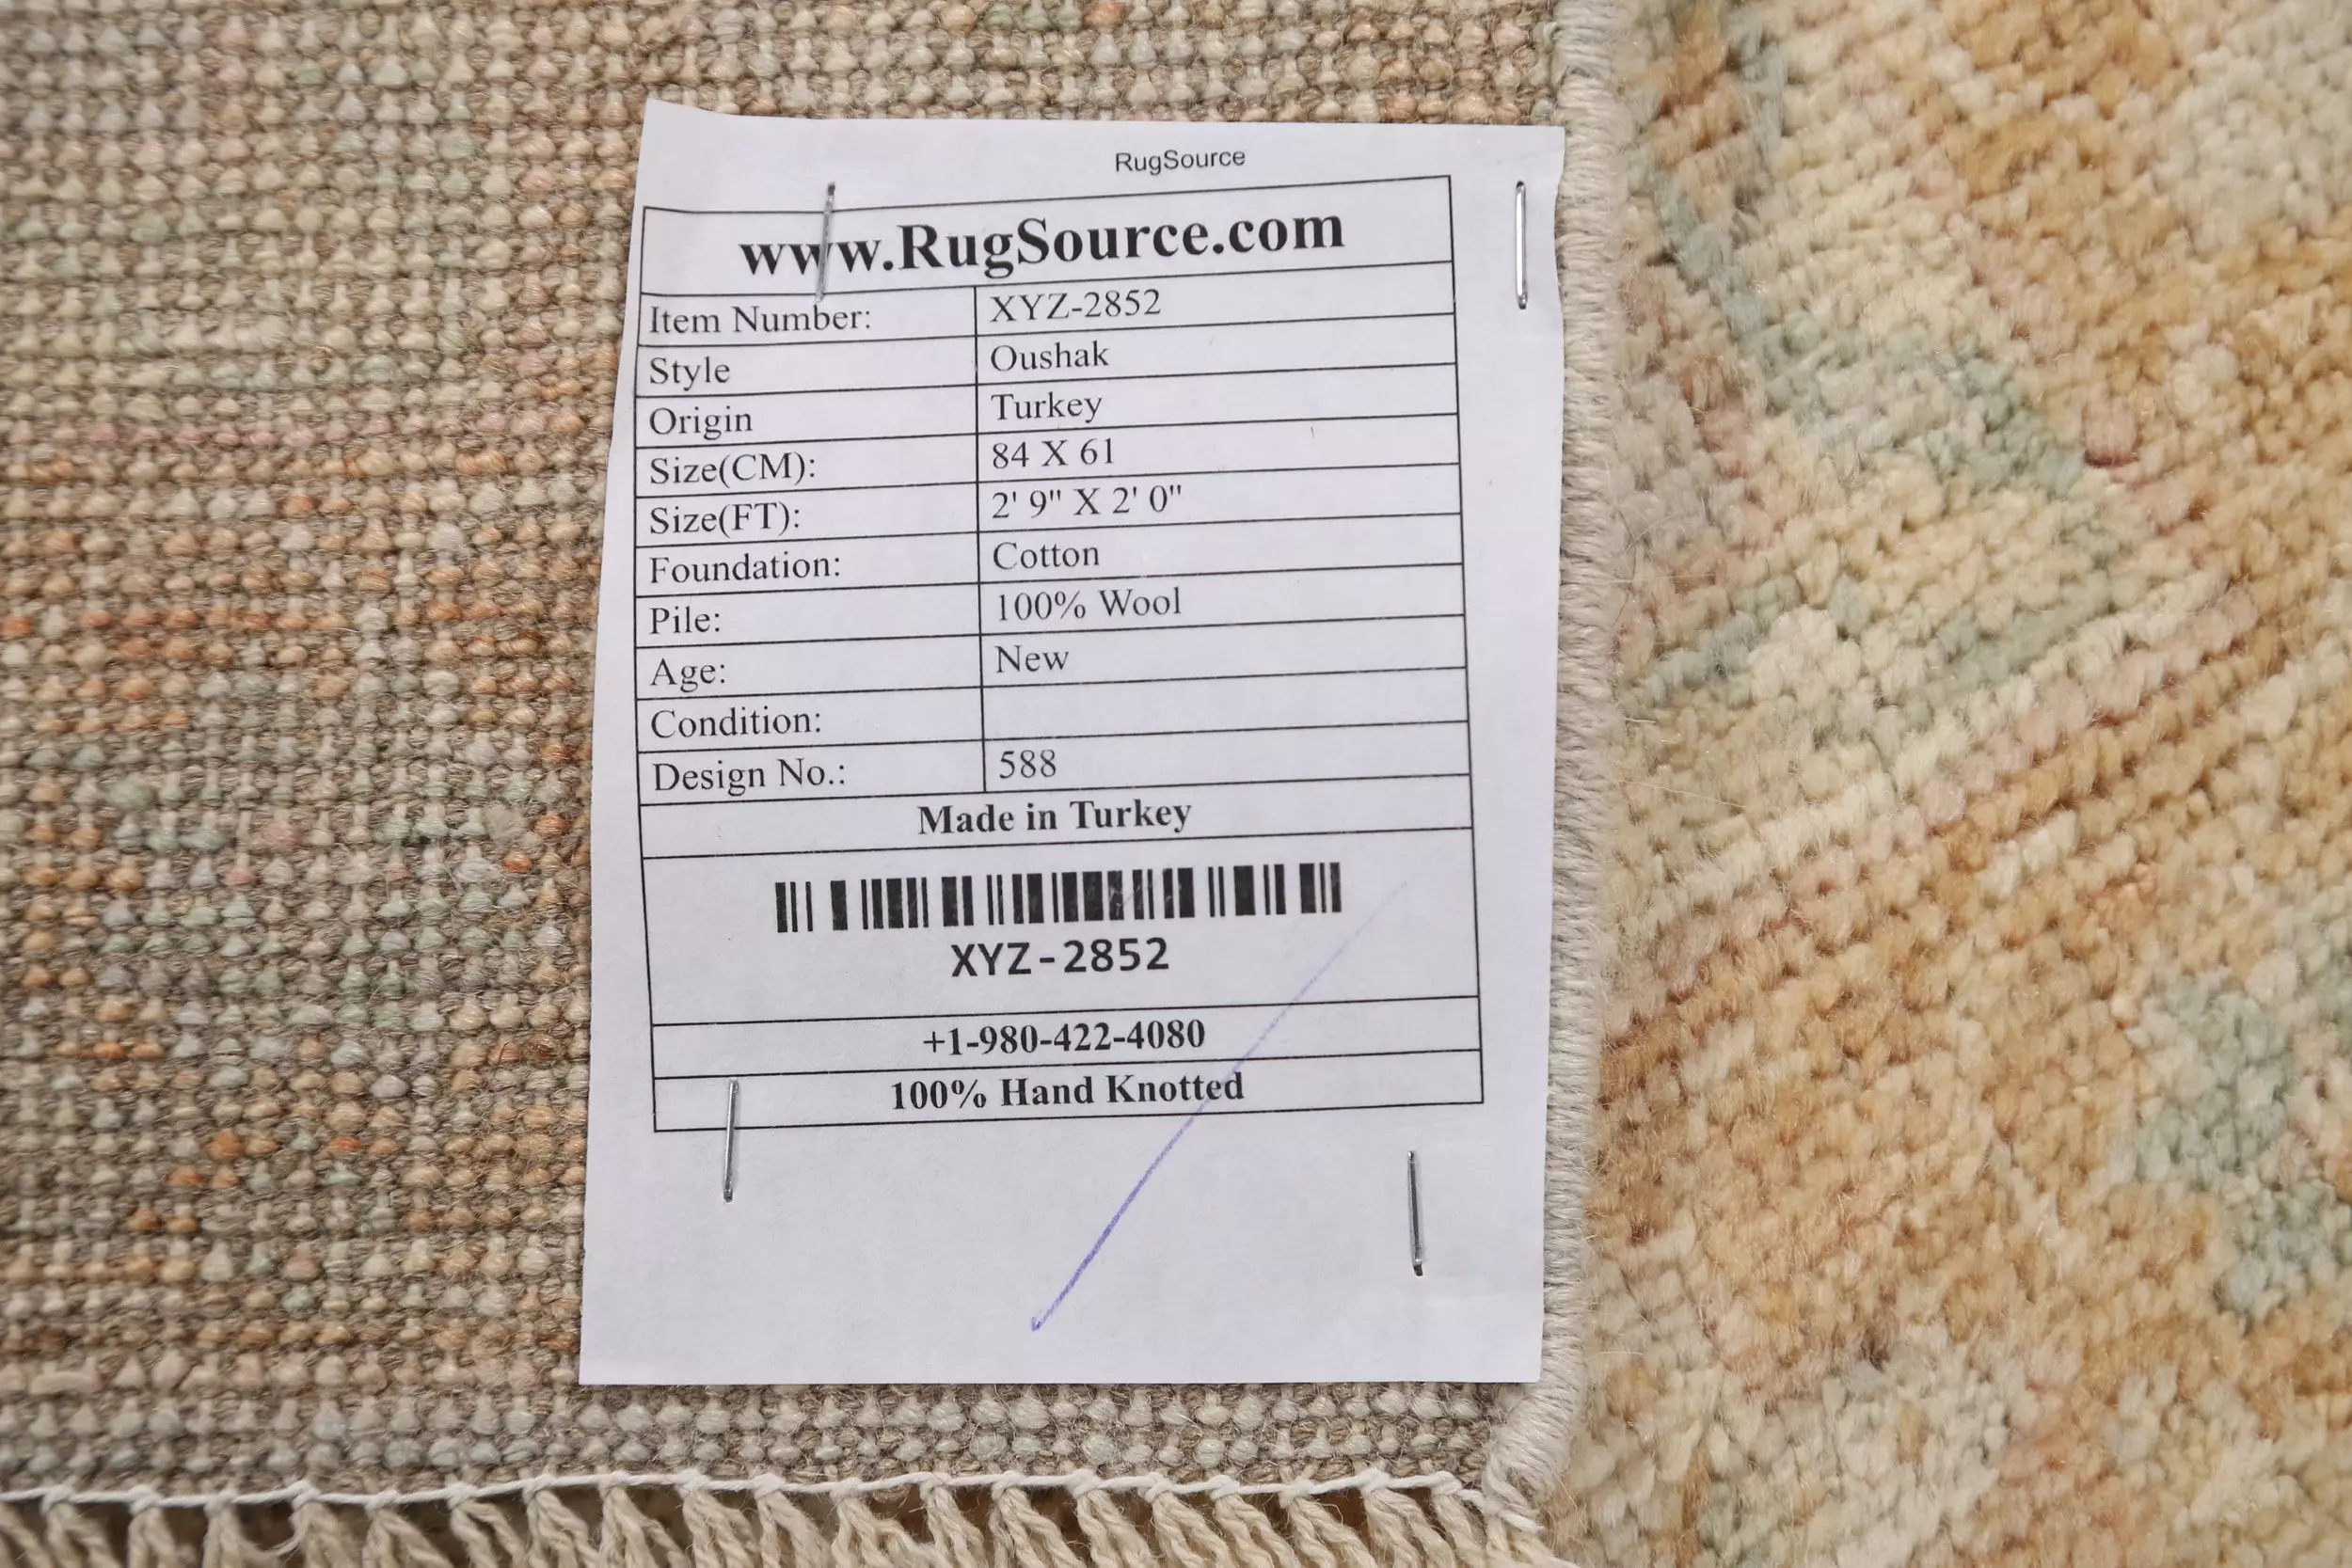 RugSource
www.RugSource.com
Item Number: XYZ-2852
Style Oushak
Origin Turkey
Size(CM): 84 X 61
Size(FT): 2' 9" X 2' 0"
Foundation: Cotton
Pile: 100% Wool
Age: New
Condition:
Design No.: 588
Made in Turkey
XYZ-2852
+1-980-422-4080
100% Hand Knotted